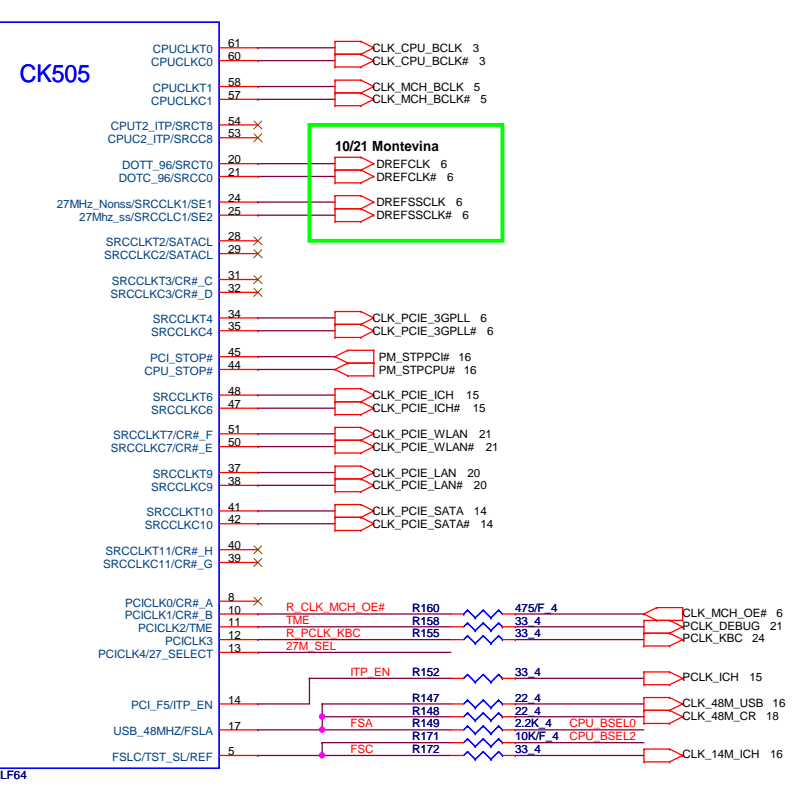 CK505
CPUCLKT0 61 CLK_CPU_BCLK 3
CPUCLKC0 60 CLK_CPU_BCLK# 3
CPUCLKT1 58 CLK_MCH_BCLK 5
CPUCLKC1 57 CLK_MCH_BCLK# 5
CPUT2_ITP/SRCT8 54
CPUC2_ITP/SRCC8 53
10/21 Montevina
DOTT_96/SRCT0 20 DREFCLK 6
DOTC_96/SRCC0 21 DREFCLK# 6
27MHz_Nonss/SRCCLK1/SE1 24 DREFSSCLK 6
27Mhz_ss/SRCCLC1/SE2 25 DREFSSCLK# 6
SRCCLKT2/SATACL 28
SRCCLKC2/SATACL 29
SRCCLKT3/CR#_C 31
SRCCLKC3/CR#_D 32
SRCCLKT4 34 CLK_PCIE_3GPLL 6
SRCCLKC4 35 CLK_PCIE_3GPLL# 6
PCI_STOP# 45 PM_STPPCI# 16
CPU_STOP# 44 PM_STPCPU# 16
SRCCLKT6 48 CLK_PCIE_ICH 15
SRCCLKC6 47 CLK_PCIE_ICH# 15
SRCCLKT7/CR#_F 51 CLK_PCIE_WLAN 21
SRCCLKC7/CR#_E 50 CLK_PCIE_WLAN# 21
SRCCLKT9 37 CLK_PCIE_LAN 20
SRCCLKC9 38 CLK_PCIE_LAN# 20
SRCCLKT10 41 CLK_PCIE_SATA 14
SRCCLKC10 42 CLK_PCIE_SATA# 14
SRCCLKT11/CR#_H 40
SRCCLKC11/CR#_G 39
PCICLK0/CR#_A 8
PCICLK1/CR#_B 10 R_CLK_MCH_OE# R160 475/F_4 CLK_MCH_OE# 6
PCICLK2/TME 11 TME R158 33_4 PCLK_DEBUG 21
PCICLK3 12 R_PCLK_KBC R155 33_4 PCLK_KBC 24
PCICLK4/27_SELECT 13 27M_SEL
ITP_EN R152 33_4 PCLK_ICH 15
PCI_F5/ITP_EN 14 R147 22_4 CLK_48M_USB 16
R148 22_4 CLK_48M_CR 18
USB_48MHZ/FSLA 17 FSA R149 2.2K_4 CPU_BSEL0
R171 10K/F_4 CPU_BSEL2
FSLC/TST_SL/REF 5 FSC R172 33_4 CLK_14M_ICH 16
LF64